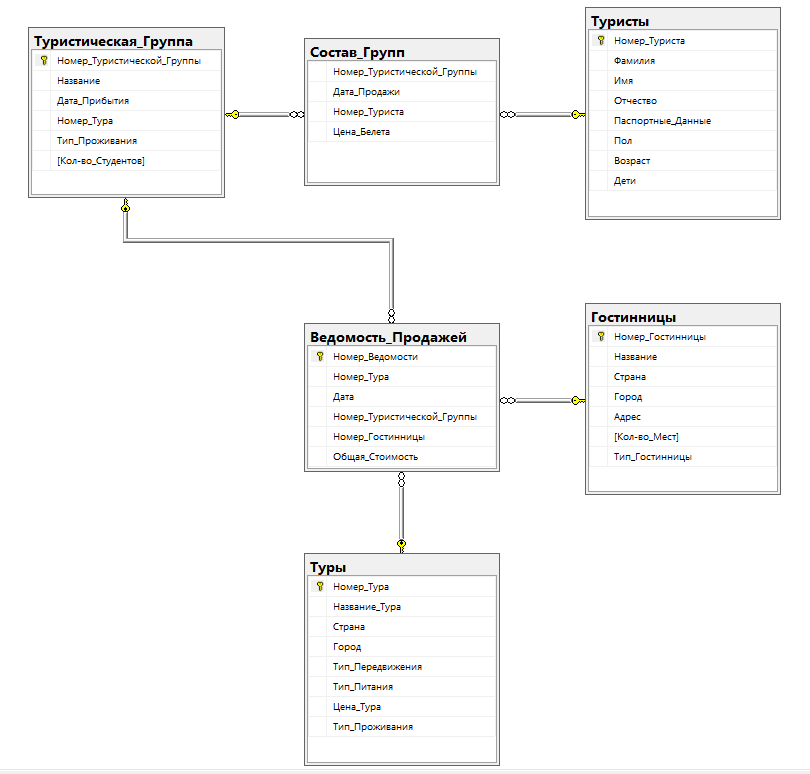 Туристическая_Группа
Номер_Туристической_Группы
Название
Дата_Прибытия
Номер_Тура
Тип_Проживания
[Кол-во_Студентов]
Состав_Групп
Номер_Туристической_Группы
Дата_Продажи
Номер_Туриста
Цена_Белета
Туристы
Номер_Туриста
Фамилия
Имя
Отчество
Паспортные_Данные
Пол
Возраст
Дети
Ведомость_Продажей
Номер_Ведомости
Номер_Тура
Дата
Номер_Туристической_Группы
Номер_Гостинницы
Общая_Стоимость
Гостинницы
Номер_Гостинницы
Название
Страна
Город
Адрес
[Кол-во_Мест]
Тип_Гостинницы
Туры
Номер_Тура
Название_Тура
Страна
Город
Тип_Передвижения
Тип_Питания
Цена_Тура
Тип_Проживания